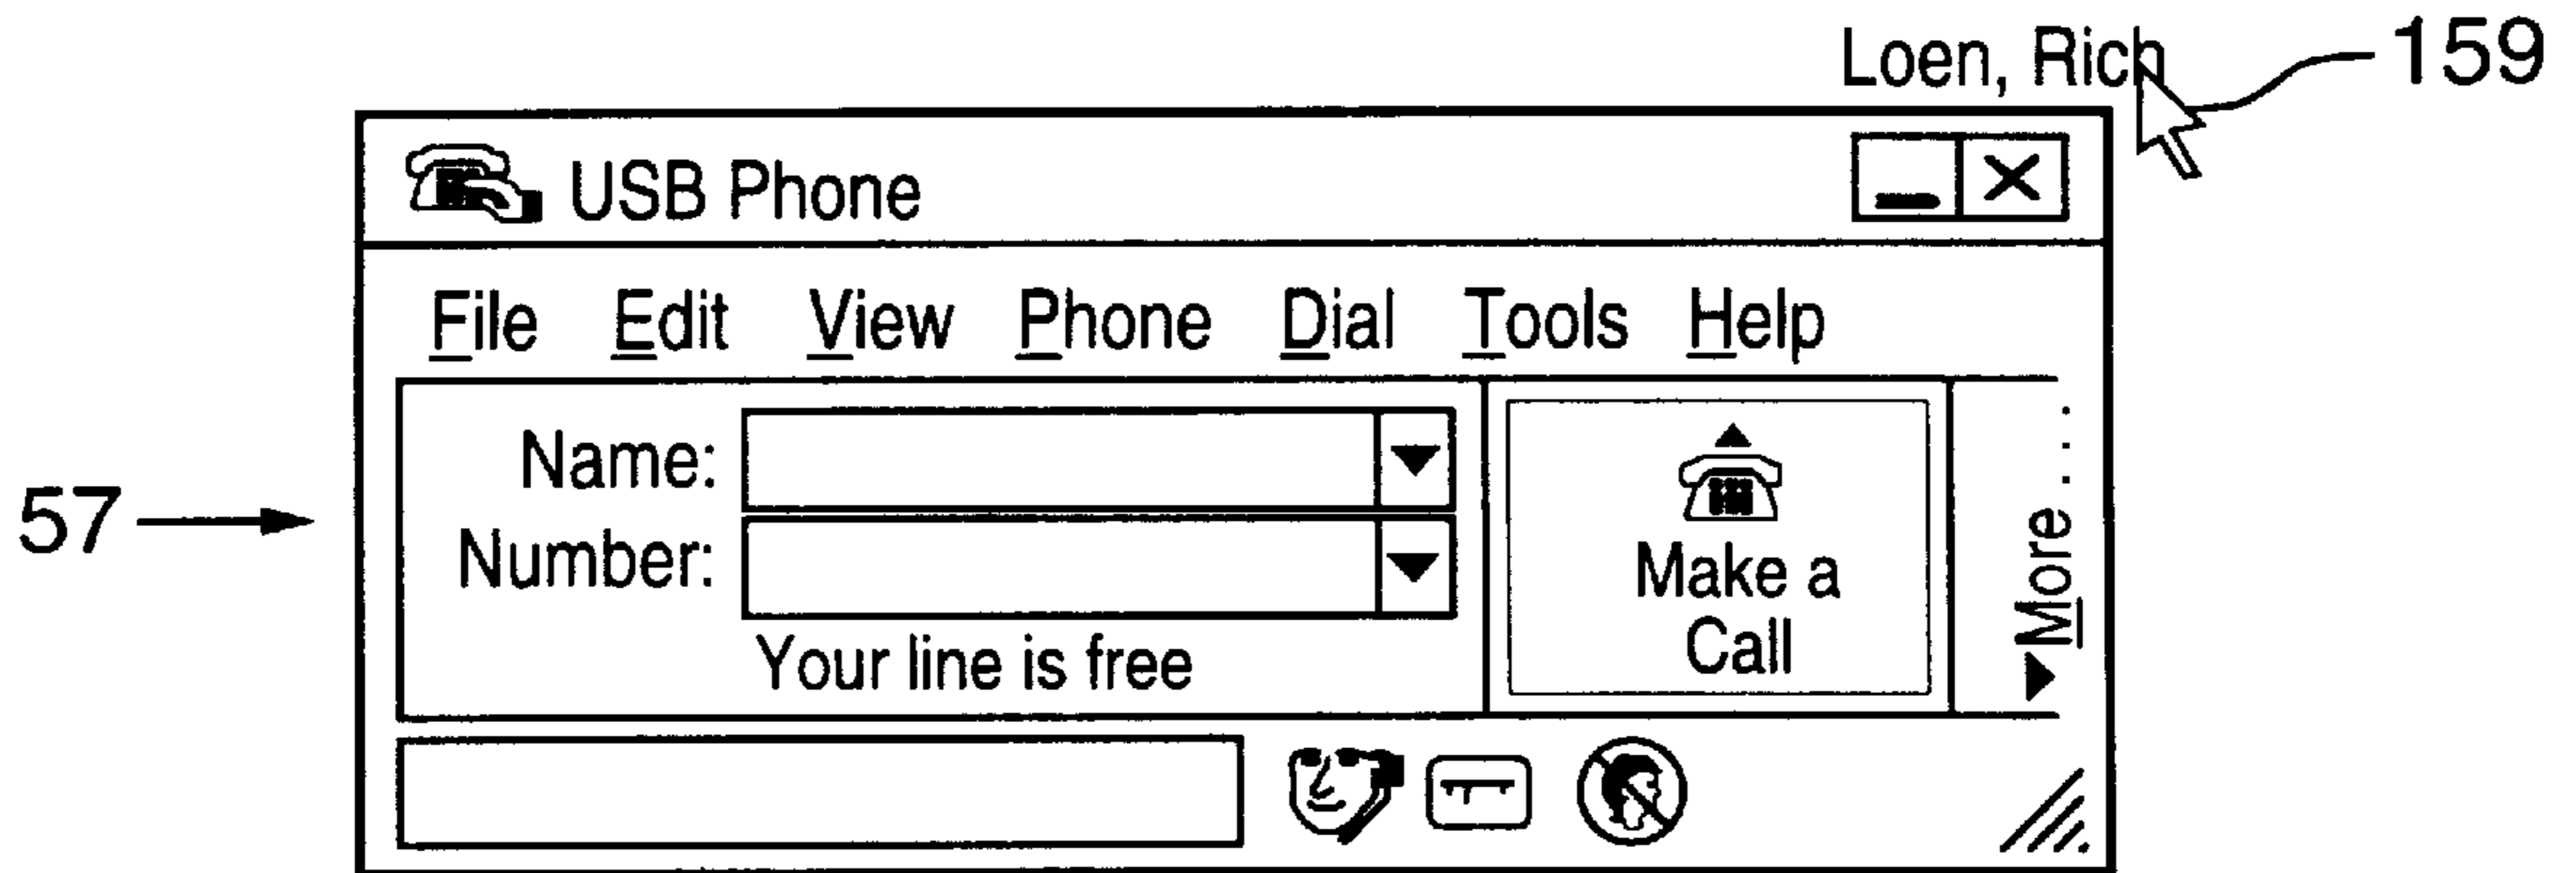 Loen, Rich
159
USB Phone
File Edit View Phone Dial Tools Help
57
Name:
Number:
Your line is free
Make a
Call
More . . .